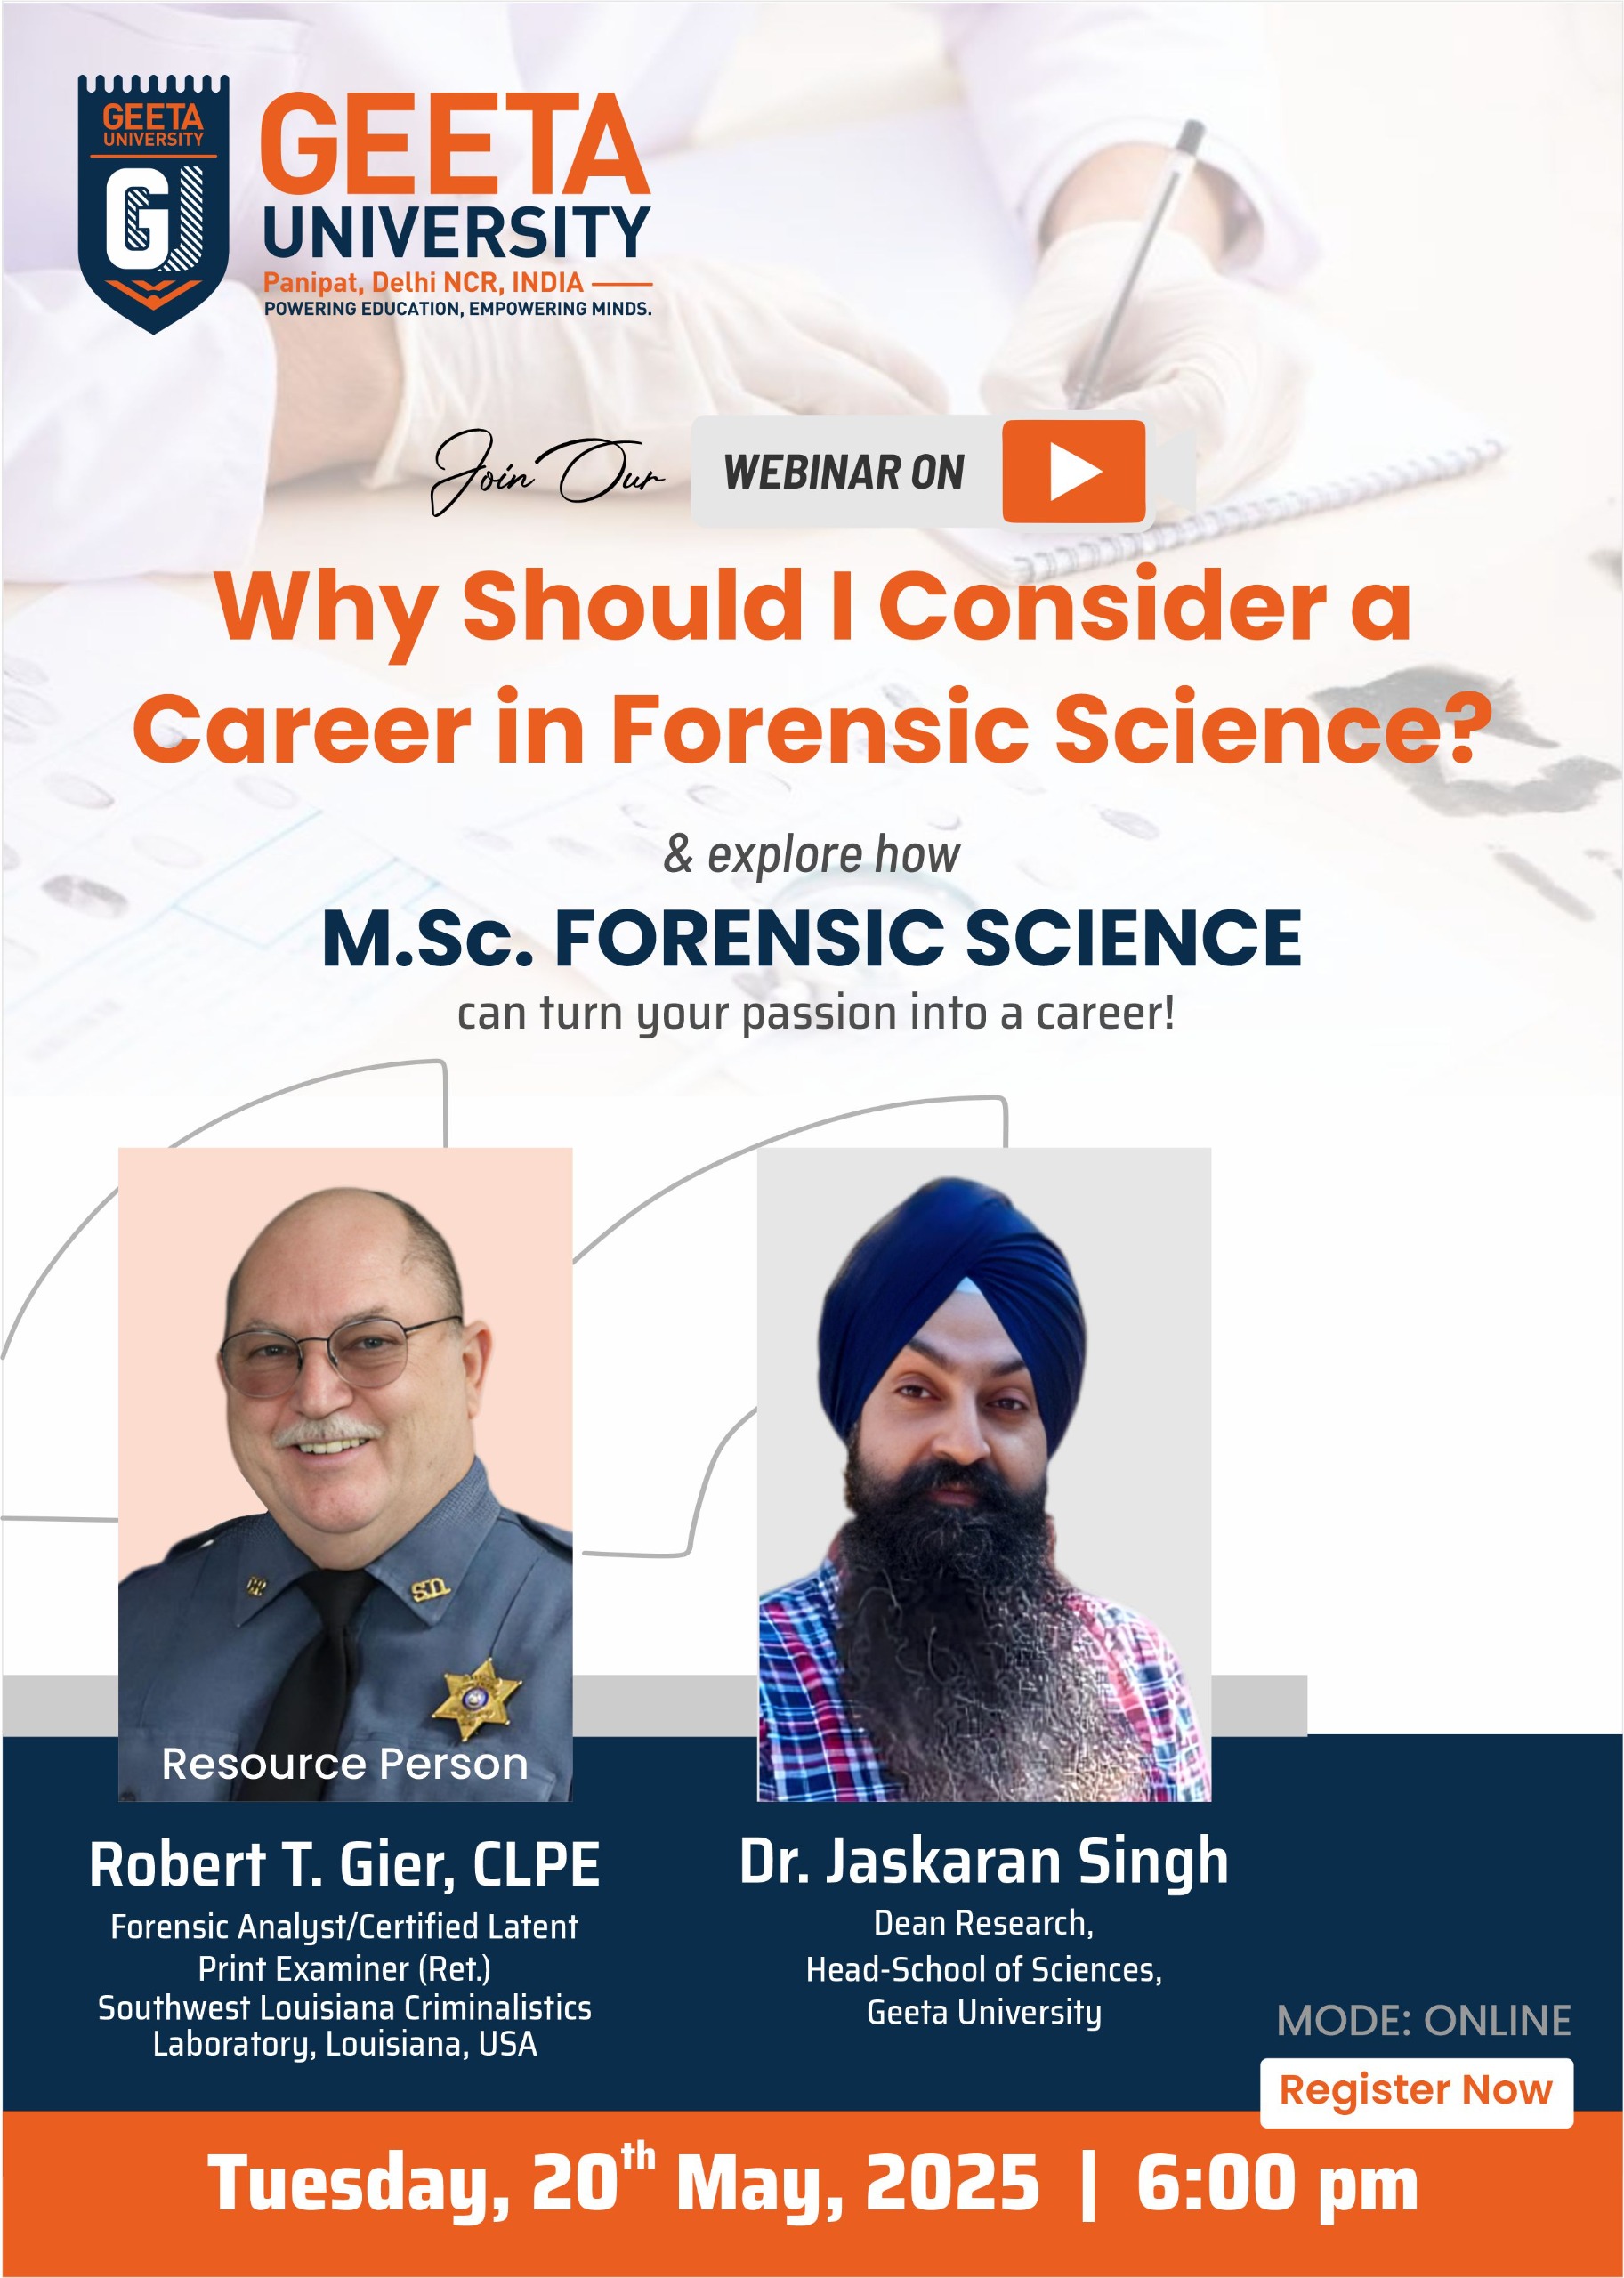 GEETA
UNIVERSITY
GU
GEETA
UNIVERSITY
Panipat, Delhi NCR, INDIA
POWERING EDUCATION, EMPOWERING MINDS.
Join Our WEBINAR ON
Why Should I Consider a
Career in Forensic Science?
& explore how
M.Sc. FORENSIC SCIENCE
can turn your passion into a career!
Resource Person
Robert T. Gier, CLPE
Forensic Analyst/Certified Latent
Print Examiner (Ret.)
Southwest Louisiana Criminalistics
Laboratory, Louisiana, USA
Dr. Jaskaran Singh
Dean Research,
Head-School of Sciences,
Geeta University
MODE: ONLINE
Register Now
Tuesday, 20th May, 2025 | 6:00 pm